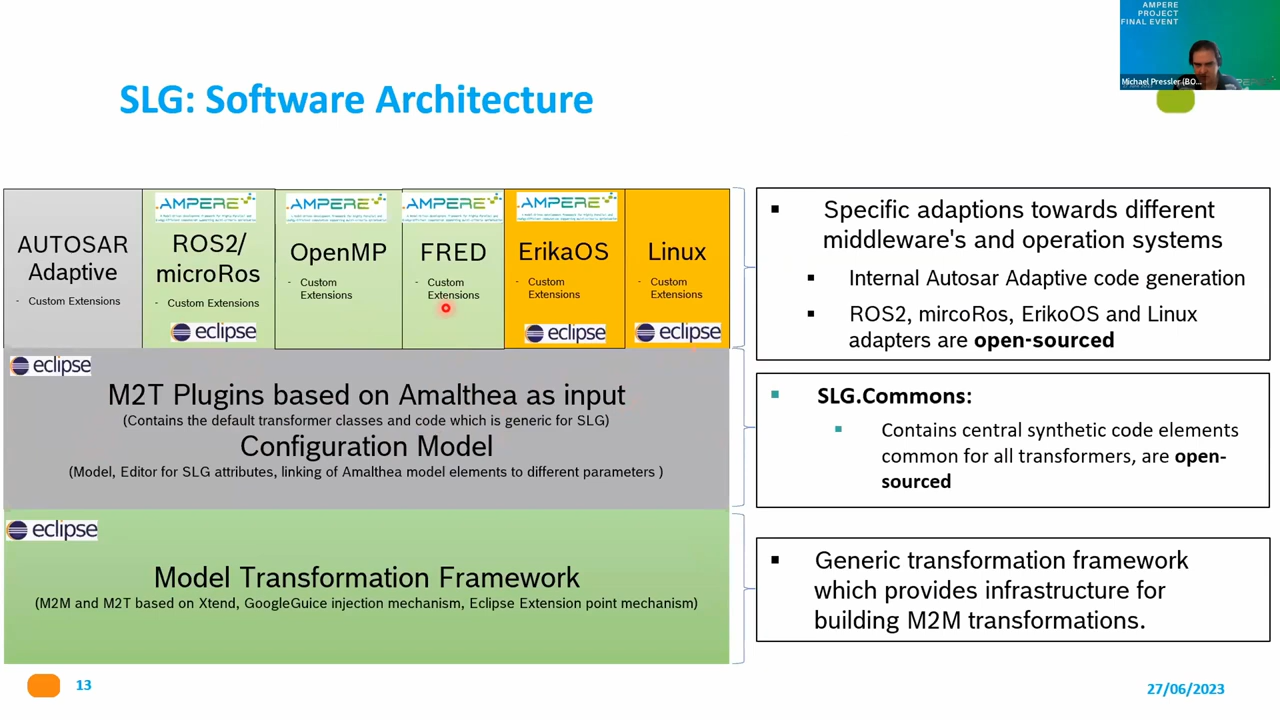 AMPERE
PROJECT
FINAL EVENT
Michael Pressler (BO...
SLG: Software Architecture
AUTOSAR
Adaptive
- Custom Extensions
AMPERE
ROS2/
microRos
- Custom Extensions
eclipse
AMPERE
OpenMP
- Custom
Extensions
AMPERE
FRED
- Custom
Extensions
AMPERE
ErikaOS
- Custom
Extensions
eclipse
Linux
- Custom
Extensions
eclipse
eclipse
M2T Plugins based on Amalthea as input
(Contains the default transformer classes and code which is generic for SLG)
Configuration Model
(Model, Editor for SLG attributes, linking of Amalthea model elements to different parameters )
eclipse
Model Transformation Framework
(M2M and M2T based on Xtend, GoogleGuice injection mechanism, Eclipse Extension point mechanism)
Specific adaptions towards different
middleware's and operation systems
Internal Autosar Adaptive code generation
ROS2, mircoRos, ErikoOS and Linux
adapters are open-sourced
SLG.Commons:
Contains central synthetic code elements
common for all transformers, are open-
sourced
Generic transformation framework
which provides infrastructure for
building M2M transformations.
13
27/06/2023